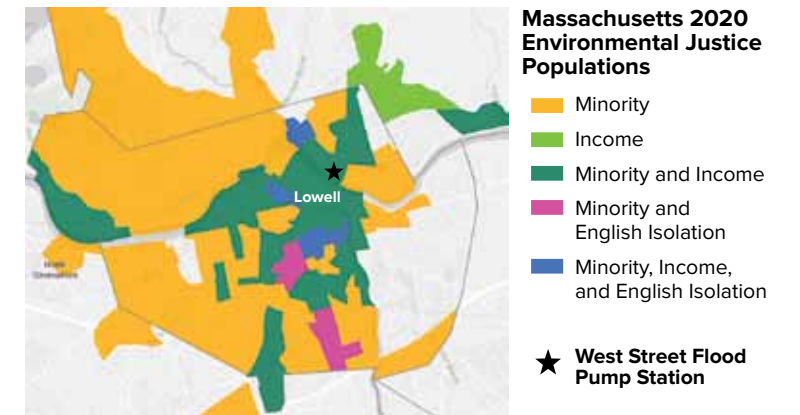 Massachusetts 2020
Environmental Justice
Populations
Minority
Income
Minority and Income
Minority and
English Isolation
Minority, Income,
and English Isolation
West Street Flood
Pump Station
Lowell